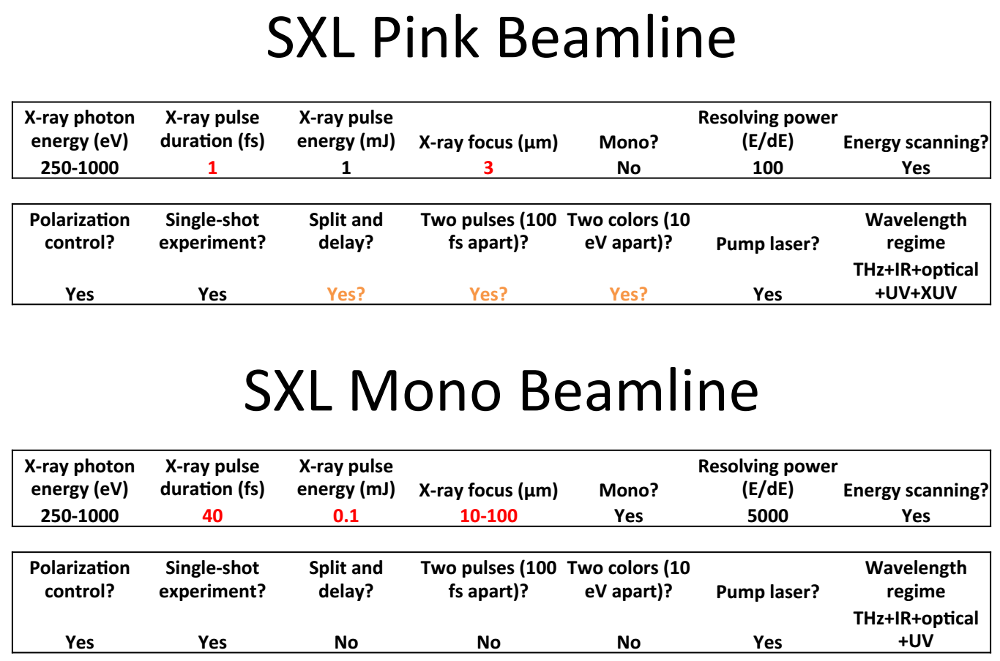 SXL Pink Beamline
X-ray photon X-ray pulse X-ray pulse Resolving power
energy (eV) duration (fs) energy (mJ) X-ray focus (μm) Mono? (E/dE) Energy scanning?
250-1000 1 1 3 No 100 Yes
Polarization Single-shot Split and Two pulses (100 Two colors (10 Wavelength
control? experiment? delay? fs apart)? eV apart)? Pump laser? regime
THz+IR+optical
Yes Yes Yes? Yes? Yes? Yes +UV+XUV
SXL Mono Beamline
X-ray photon X-ray pulse X-ray pulse Resolving power
energy (eV) duration (fs) energy (mJ) X-ray focus (μm) Mono? (E/dE) Energy scanning?
250-1000 40 0.1 10-100 Yes 5000 Yes
Polarization Single-shot Split and Two pulses (100 Two colors (10 Wavelength
control? experiment? delay? fs apart)? eV apart)? Pump laser? regime
THz+IR+optical
Yes Yes No No No Yes +UV